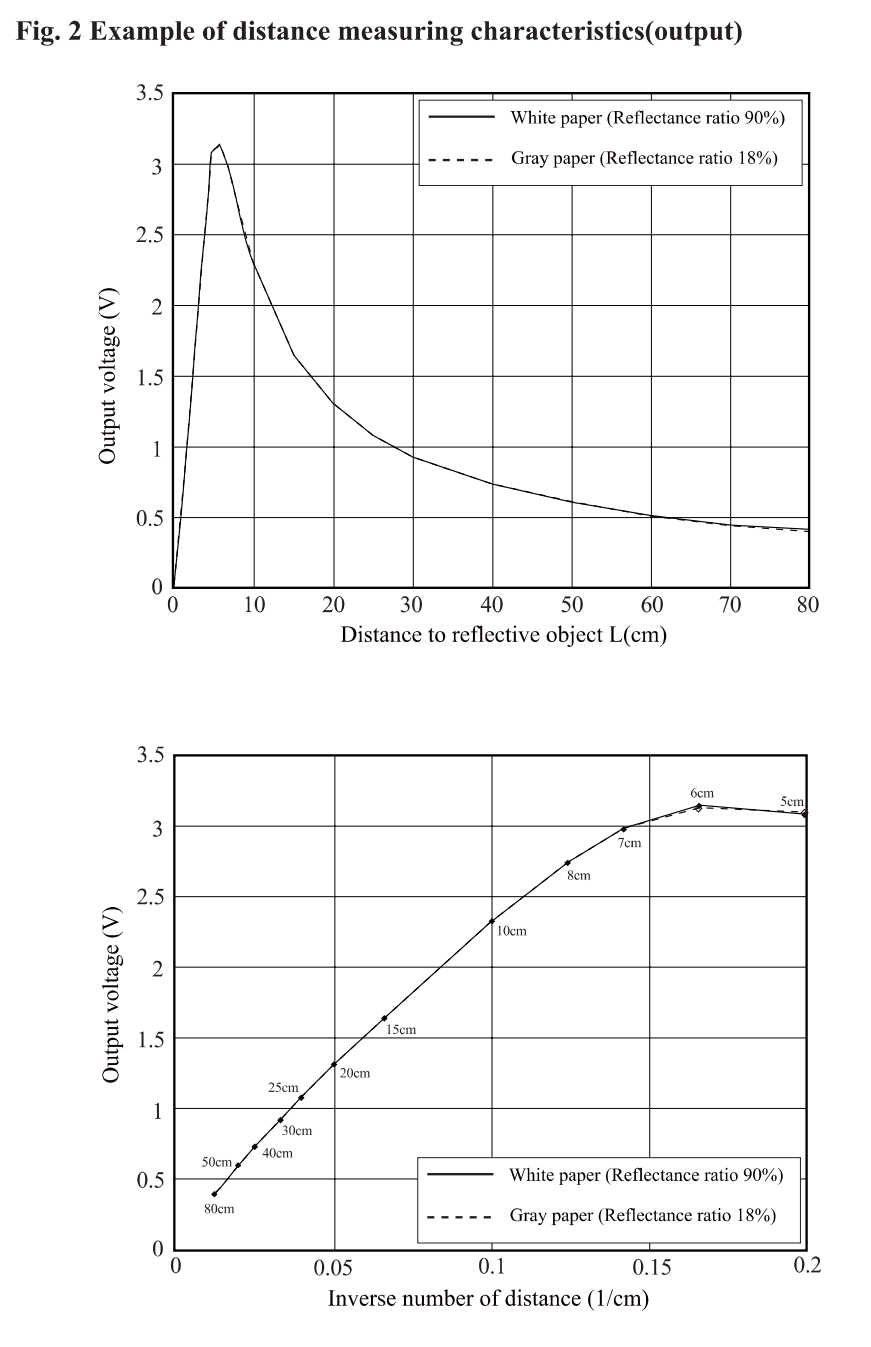 Fig. 2 Example of distance measuring characteristics(output)
3.5
White paper (Reflectance ratio 90%)
Gray paper (Reflectance ratio 18%)
3
2.5
2
1.5
1
0.5
0
Output voltage (V)
0 10 20 30 40 50 60 70 80
Distance to reflective object L(cm)
3.5
6cm
5cm
3
7cm
8cm
2.5
10cm
2
15cm
1.5
20cm
25cm
1
30cm
40cm
50cm
0.5
80cm
White paper (Reflectance ratio 90%)
Gray paper (Reflectance ratio 18%)
0
Output voltage (V)
0 0.05 0.1 0.15 0.2
Inverse number of distance (1/cm)